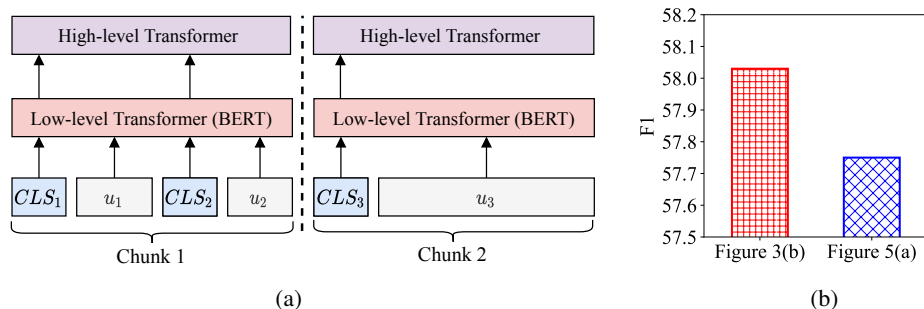 High-level Transformer
High-level Transformer
Low-level Transformer (BERT)
Low-level Transformer (BERT)
CLS1
u1
CLS2
u2
CLS3
u3
Chunk 1
Chunk 2
(a)
58.2
58.1
58.0
57.9
57.8
57.7
57.6
57.5
F1
Figure 3(b)
Figure 5(a)
(b)